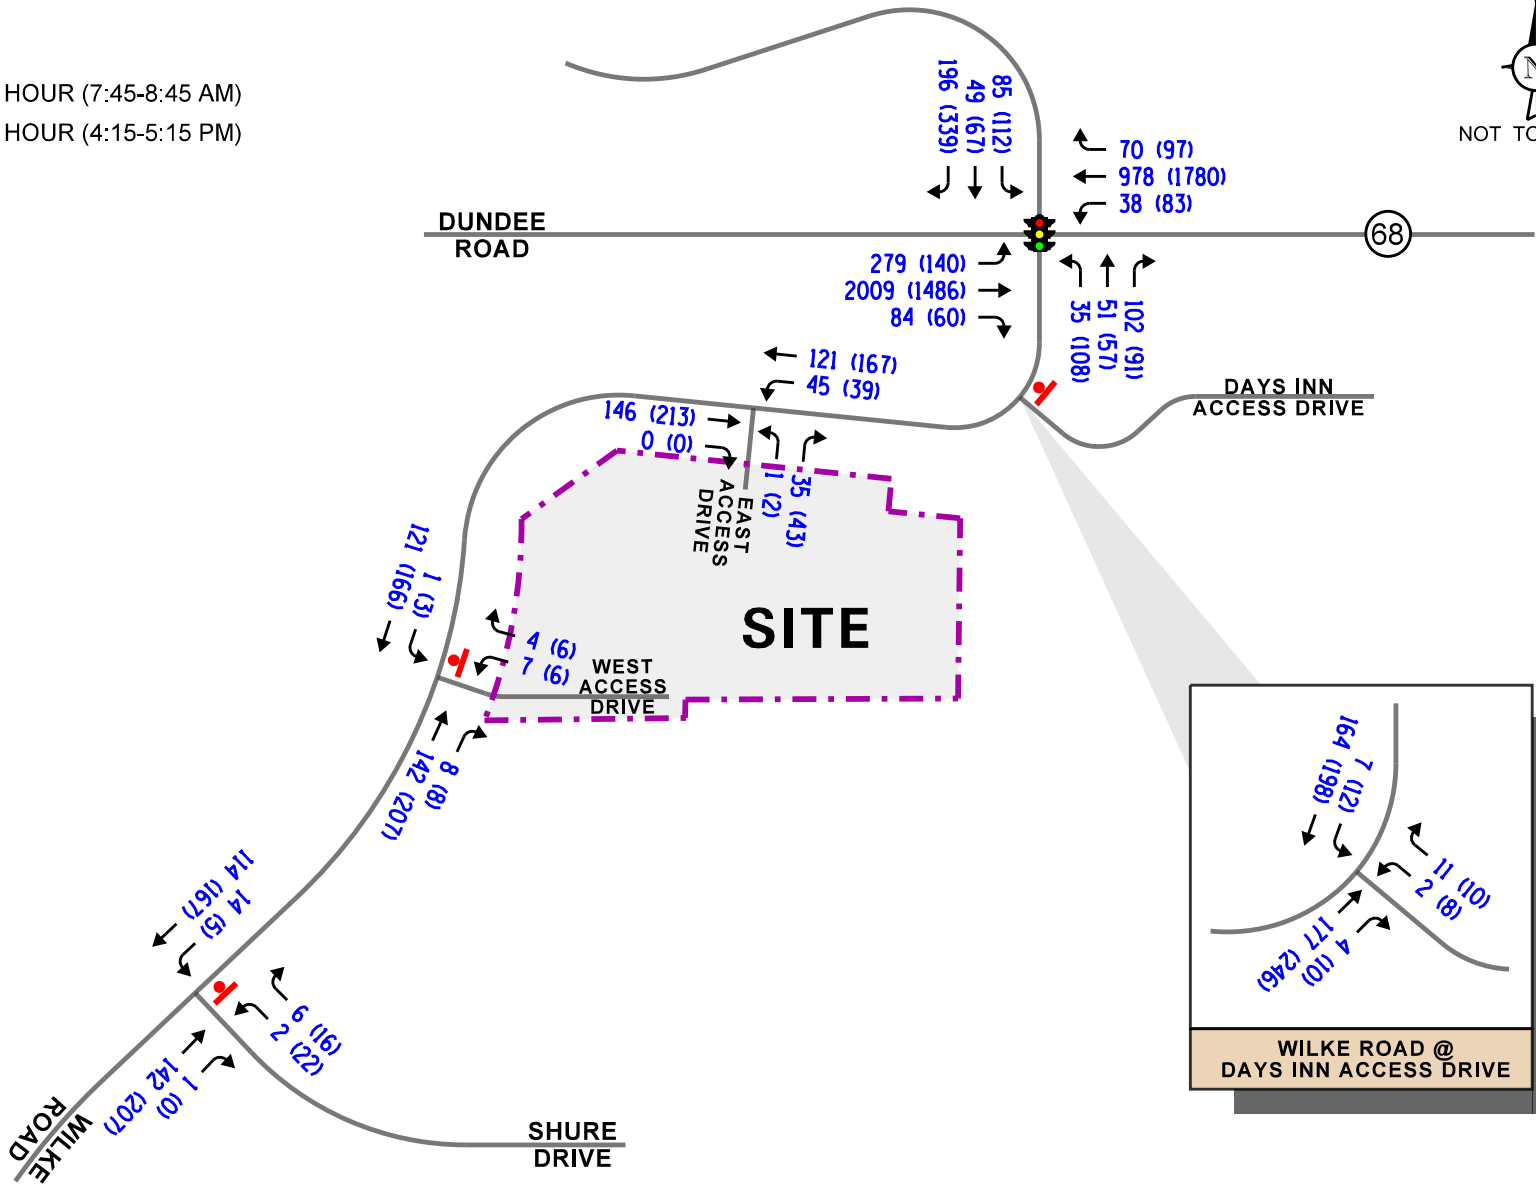 HOUR (7:45-8:45 AM)
HOUR (4:15-5:15 PM)
N
NOT TO
196 (339)
49 (67)
85 (112)
70 (97)
978 (1780)
38 (83)
DUNDEE
ROAD
68
279 (140)
2009 (1486)
84 (60)
35 (108)
51 (57)
102 (91)
121 (167)
45 (39)
146 (213)
0 (0)
1 (2)
35 (43)
EAST
ACCESS
DRIVE
DAYS INN
ACCESS DRIVE
121 (166)
1 (3)
SITE
4 (6)
7 (6)
WEST
ACCESS
DRIVE
142 (207)
8 (8)
164 (198)
7 (12)
11 (10)
2 (8)
177 (246)
4 (10)
WILKE ROAD @
DAYS INN ACCESS DRIVE
114 (167)
14 (5)
6 (16)
2 (22)
142 (207)
1 (0)
WILKE
ROAD
SHURE
DRIVE